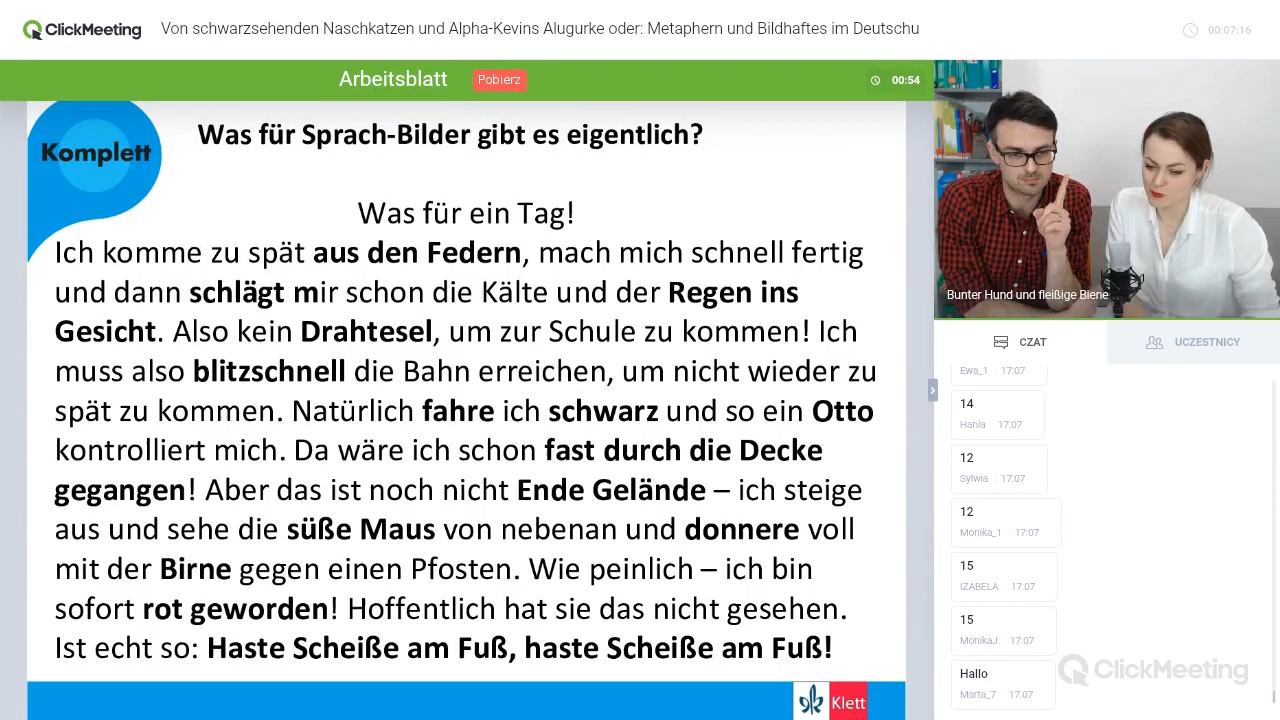 ClickMeeting
Von schwarzsehenden Naschkatzen und Alpha-Kevins Alugurke oder: Metaphern und Bildhaftes im Deutschu
00:07:16
Arbeitsblatt
Pobierz
00:54
Komplett
Was für Sprach-Bilder gibt es eigentlich?
Was für ein Tag!
Ich komme zu spät aus den Federn, mach mich schnell fertig
und dann schlägt mir schon die Kälte und der Regen ins
Gesicht. Also kein Drahtesel, um zur Schule zu kommen! Ich
muss also blitzschnell die Bahn erreichen, um nicht wieder zu
spät zu kommen. Natürlich fahre ich schwarz und so ein Otto
kontrolliert mich. Da wäre ich schon fast durch die Decke
gegangen! Aber das ist noch nicht Ende Gelände – ich steige
aus und sehe die süße Maus von nebenan und donnere voll
mit der Birne gegen einen Pfosten. Wie peinlich – ich bin
sofort rot geworden! Hoffentlich hat sie das nicht gesehen.
Ist echt so: Haste Scheiße am Fuß, haste Scheiße am Fuß!
Klett
Bunter Hund und fleißige Biene
CZAT
UCZESTNICY
Ewa_1 17:07
14
Hania 17:07
12
Sylwia 17:07
12
Monika_1 17:07
15
IZABELA 17:07
15
MonikaJ 17:07
Hallo
Marta_7 17:07
ClickMeeting